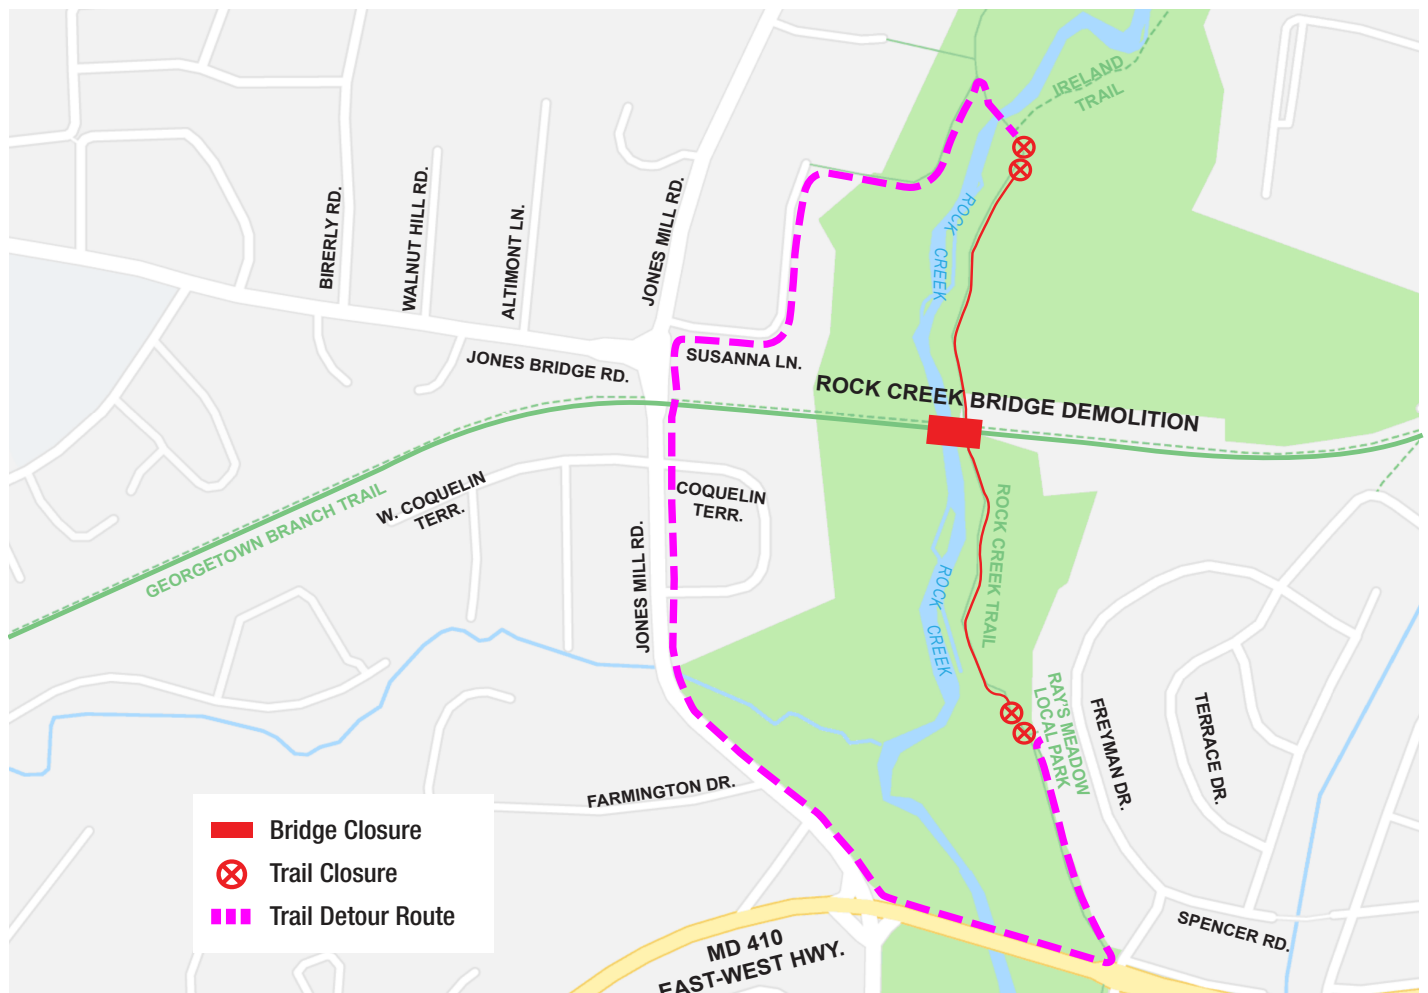 IRELAND
TRAIL
BIRERLY RD.
WALNUT HILL RD.
ALTIMONT LN.
JONES MILL RD.
ROCK
CREEK
JONES BRIDGE RD.
SUSANNA LN.
ROCK CREEK BRIDGE DEMOLITION
GEORGETOWN BRANCH TRAIL
W. COQUELIN
TERR.
COQUELIN
TERR.
JONES MILL RD.
ROCK CREEK TRAIL
ROCK
CREEK
RAY'S MEADOW
LOCAL PARK
FREYMAN DR.
TERRACE DR.
FARMINGTON DR.
SPENCER RD.
MD 410
EAST-WEST HWY.
Bridge Closure
Trail Closure
Trail Detour Route